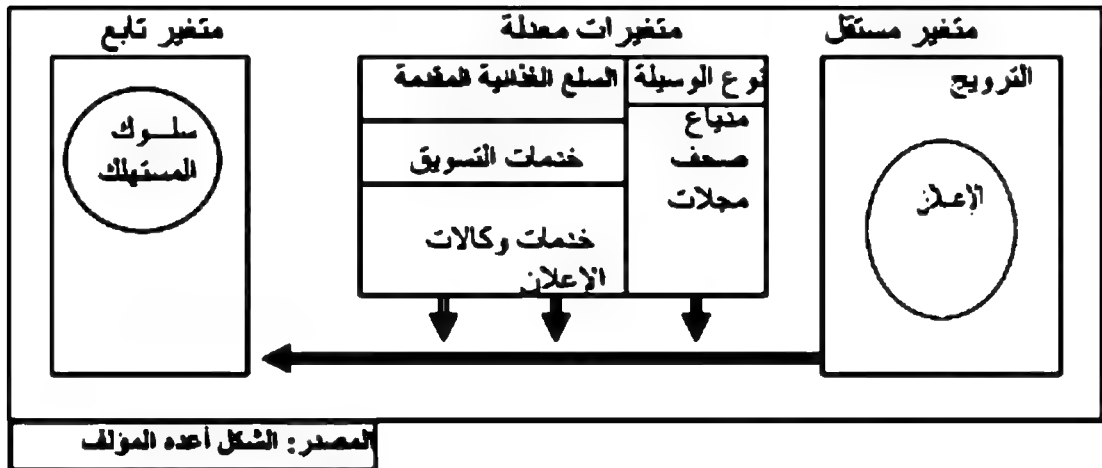 متغير مستقل
متغيرات معدلة
متغير تابع
الترويج
الإعلان
نوع الوسيلة
مذياع
صحف
مجلات
السلع الغذائية المقدمة
خدمات التسويق
خدمات وكالات
الإعلان
سلوك
المستهلك
المصدر: الشكل أعده المؤلف